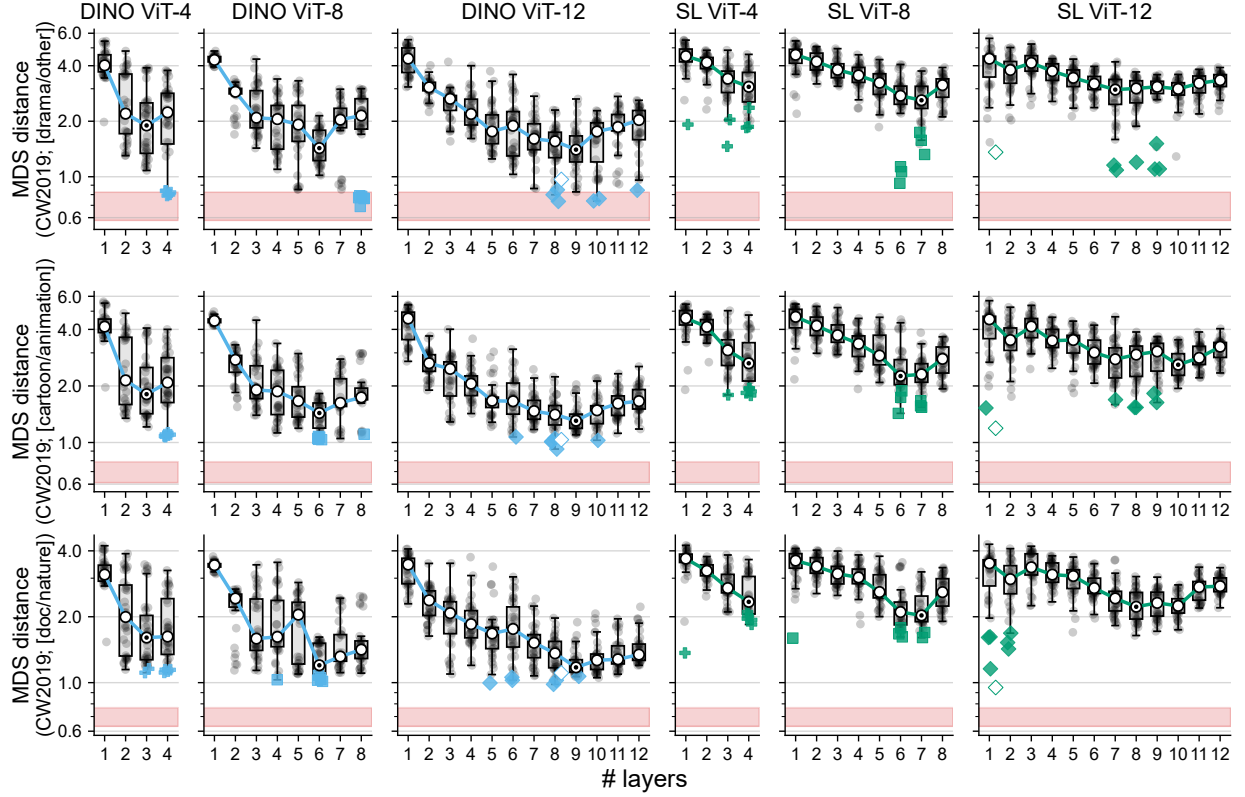 DINO ViT-4 DINO ViT-8 DINO ViT-12 SL ViT-4 SL ViT-8 SL ViT-12
MDS distance
(CW2019; [drama/other])
6.0
4.0
2.0
1.0
0.6
1 2 3 4 1 2 3 4 5 6 7 8 1 2 3 4 5 6 7 8 9 10 11 12 1 2 3 4 1 2 3 4 5 6 7 8 1 2 3 4 5 6 7 8 9 10 11 12
MDS distance
(CW2019; [cartoon/animation])
6.0
4.0
2.0
1.0
0.6
1 2 3 4 1 2 3 4 5 6 7 8 1 2 3 4 5 6 7 8 9 10 11 12 1 2 3 4 1 2 3 4 5 6 7 8 1 2 3 4 5 6 7 8 9 10 11 12
MDS distance
(CW2019; [doc/nature])
4.0
2.0
1.0
0.6
1 2 3 4 1 2 3 4 5 6 7 8 1 2 3 4 5 6 7 8 9 10 11 12 1 2 3 4 1 2 3 4 5 6 7 8 1 2 3 4 5 6 7 8 9 10 11 12
# layers